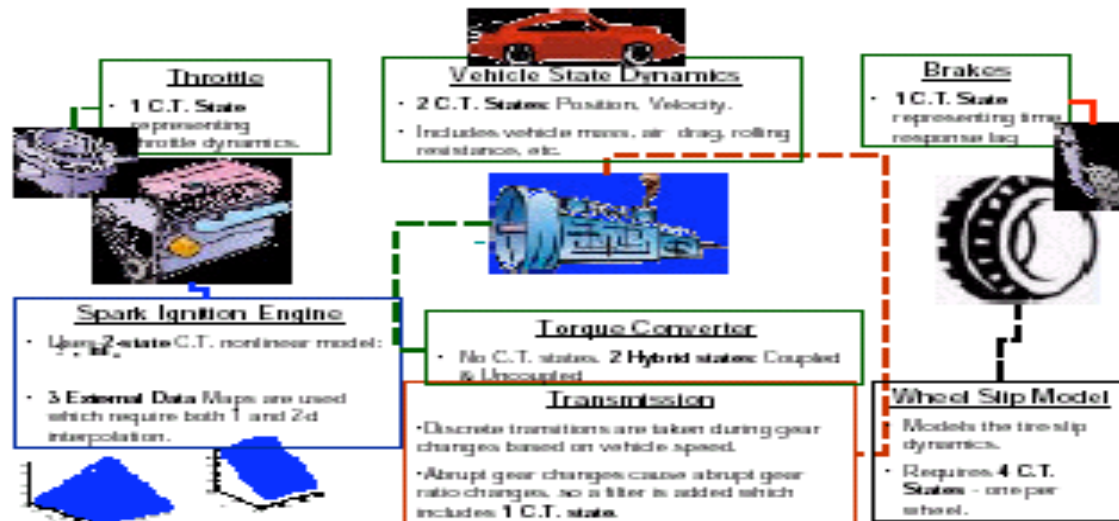 Throttle
· 1 C.T. State
representing
throttle dynamics.
Vehicle State Dynamics
· 2 C.T. States: Position, Velocity.
· Includes vehicle mass, air drag, rolling
resistance, etc.
Brakes
· 1 C.T. State
representing time
response lag
Spark Ignition Engine
· Uses 2-state C.T. nonlinear model:
· 3 External Data Maps are used
which require both 1 and 2-d
interpolation.
Torque Converter
· No C.T. states. 2 Hybrid states: Coupled
& Uncoupled
Transmission
•Discrete transitions are taken during gear
changes based on vehicle speed.
•Abrupt gear changes cause abrupt gear
ratio changes, so a filter is added which
includes 1 C.T. state.
Wheel Slip Model
· Models the tire slip
dynamics.
· Requires 4 C.T.
States - one per
wheel.